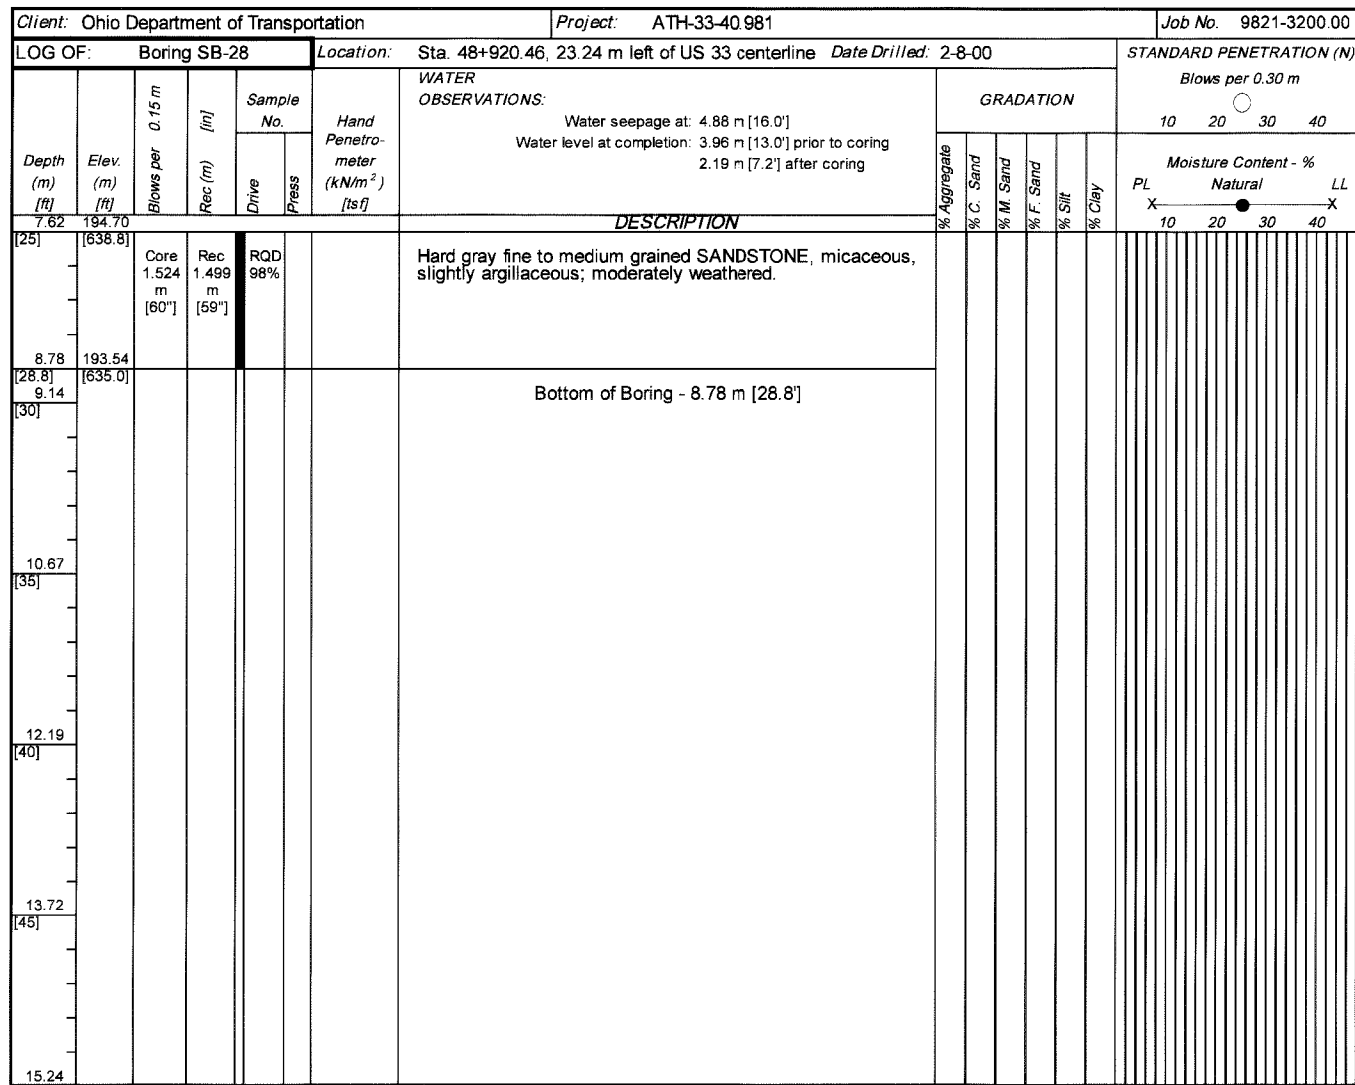 Client: Ohio Department of Transportation Project: ATH-33-40.981 Job No. 9821-3200.00
LOG OF: Boring SB-28 Location: Sta. 48+920.46, 23.24 m left of US 33 centerline Date Drilled: 2-8-00 STANDARD PENETRATION (N)
Depth
(m)
[ft]
Elev.
(m)
[ft]
Blows per 0.15 m
Rec (m) [in]
Sample
No.
Drive
Press
Hand
Penetro-
meter
(kN/m²)
[tsf]
WATER
OBSERVATIONS:
Water seepage at: 4.88 m [16.0']
Water level at completion: 3.96 m [13.0'] prior to coring
2.19 m [7.2'] after coring
DESCRIPTION
GRADATION
% Aggregate
% C. Sand
% M. Sand
% F. Sand
% Silt
% Clay
Blows per 0.30 m
10 20 30 40
Moisture Content - %
PL Natural LL
X X
10 20 30 40
7.62 194.70
[25] [638.8]
Core
1.524
m
[60"]
Rec
1.499
m
[59"]
RQD
98%
Hard gray fine to medium grained SANDSTONE, micaceous,
slightly argillaceous; moderately weathered.
8.78 193.54
[28.8] [635.0]
Bottom of Boring - 8.78 m [28.8']
9.14
[30]
10.67
[35]
12.19
[40]
13.72
[45]
15.24